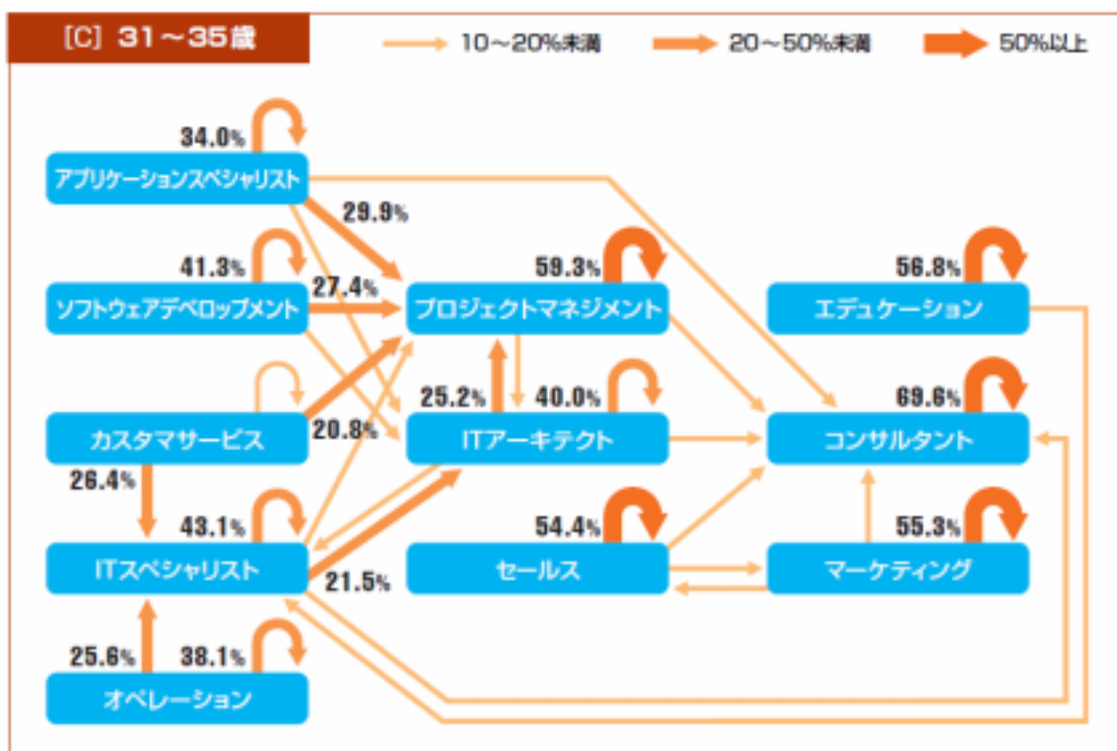 [C] 31～35歳
10～20%未満
20～50%未満
50%以上
34.0%
アプリケーションスペシャリスト
29.9%
41.3%
ソフトウェアデベロップメント
27.4%
59.3%
プロジェクトマネジメント
56.8%
エデュケーション
カスタマサービス
20.8%
25.2%
40.0%
ITアーキテクト
69.6%
コンサルタント
26.4%
43.1%
ITスペシャリスト
21.5%
54.4%
セールス
55.3%
マーケティング
25.6%
38.1%
オペレーション